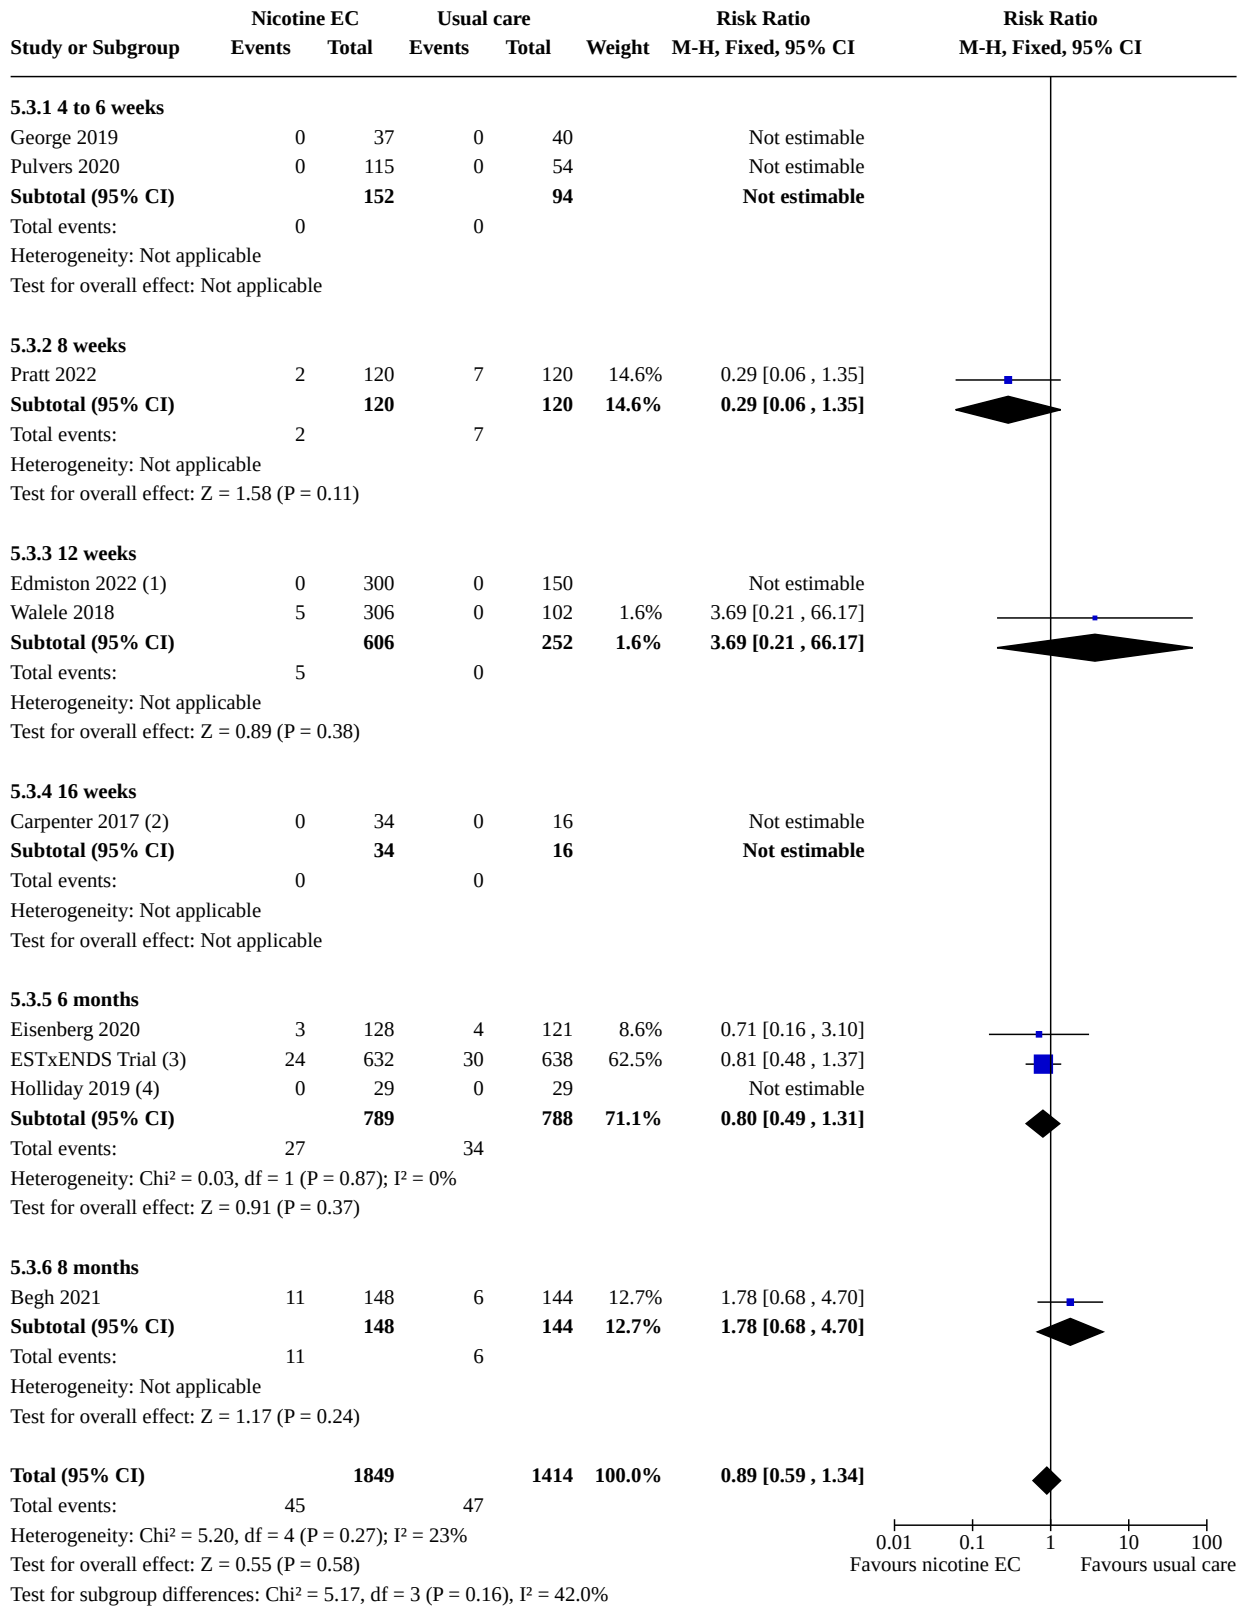 Nicotine EC Usual care Risk Ratio Risk Ratio
Study or Subgroup Events Total Events Total Weight M-H, Fixed, 95% CI M-H, Fixed, 95% CI
5.3.1 4 to 6 weeks
George 2019 0 37 0 40 Not estimable
Pulvers 2020 0 115 0 54 Not estimable
Subtotal (95% CI) 152 94 Not estimable
Total events: 0 0
Heterogeneity: Not applicable
Test for overall effect: Not applicable
5.3.2 8 weeks
Pratt 2022 2 120 7 120 14.6% 0.29 [0.06 , 1.35]
Subtotal (95% CI) 120 120 14.6% 0.29 [0.06 , 1.35]
Total events: 2 7
Heterogeneity: Not applicable
Test for overall effect: Z = 1.58 (P = 0.11)
5.3.3 12 weeks
Edmiston 2022 (1) 0 300 0 150 Not estimable
Walele 2018 5 306 0 102 1.6% 3.69 [0.21 , 66.17]
Subtotal (95% CI) 606 252 1.6% 3.69 [0.21 , 66.17]
Total events: 5 0
Heterogeneity: Not applicable
Test for overall effect: Z = 0.89 (P = 0.38)
5.3.4 16 weeks
Carpenter 2017 (2) 0 34 0 16 Not estimable
Subtotal (95% CI) 34 16 Not estimable
Total events: 0 0
Heterogeneity: Not applicable
Test for overall effect: Not applicable
5.3.5 6 months
Eisenberg 2020 3 128 4 121 8.6% 0.71 [0.16 , 3.10]
ESTxENDS Trial (3) 24 632 30 638 62.5% 0.81 [0.48 , 1.37]
Holliday 2019 (4) 0 29 0 29 Not estimable
Subtotal (95% CI) 789 788 71.1% 0.80 [0.49 , 1.31]
Total events: 27 34
Heterogeneity: Chi² = 0.03, df = 1 (P = 0.87); I² = 0%
Test for overall effect: Z = 0.91 (P = 0.37)
5.3.6 8 months
Begh 2021 11 148 6 144 12.7% 1.78 [0.68 , 4.70]
Subtotal (95% CI) 148 144 12.7% 1.78 [0.68 , 4.70]
Total events: 11 6
Heterogeneity: Not applicable
Test for overall effect: Z = 1.17 (P = 0.24)
Total (95% CI) 1849 1414 100.0% 0.89 [0.59 , 1.34]
Total events: 45 47
Heterogeneity: Chi² = 5.20, df = 4 (P = 0.27); I² = 23%
Test for overall effect: Z = 0.55 (P = 0.58)
Test for subgroup differences: Chi² = 5.17, df = 3 (P = 0.16), I² = 42.0%
0.01 0.1 1 10 100
Favours nicotine EC Favours usual care